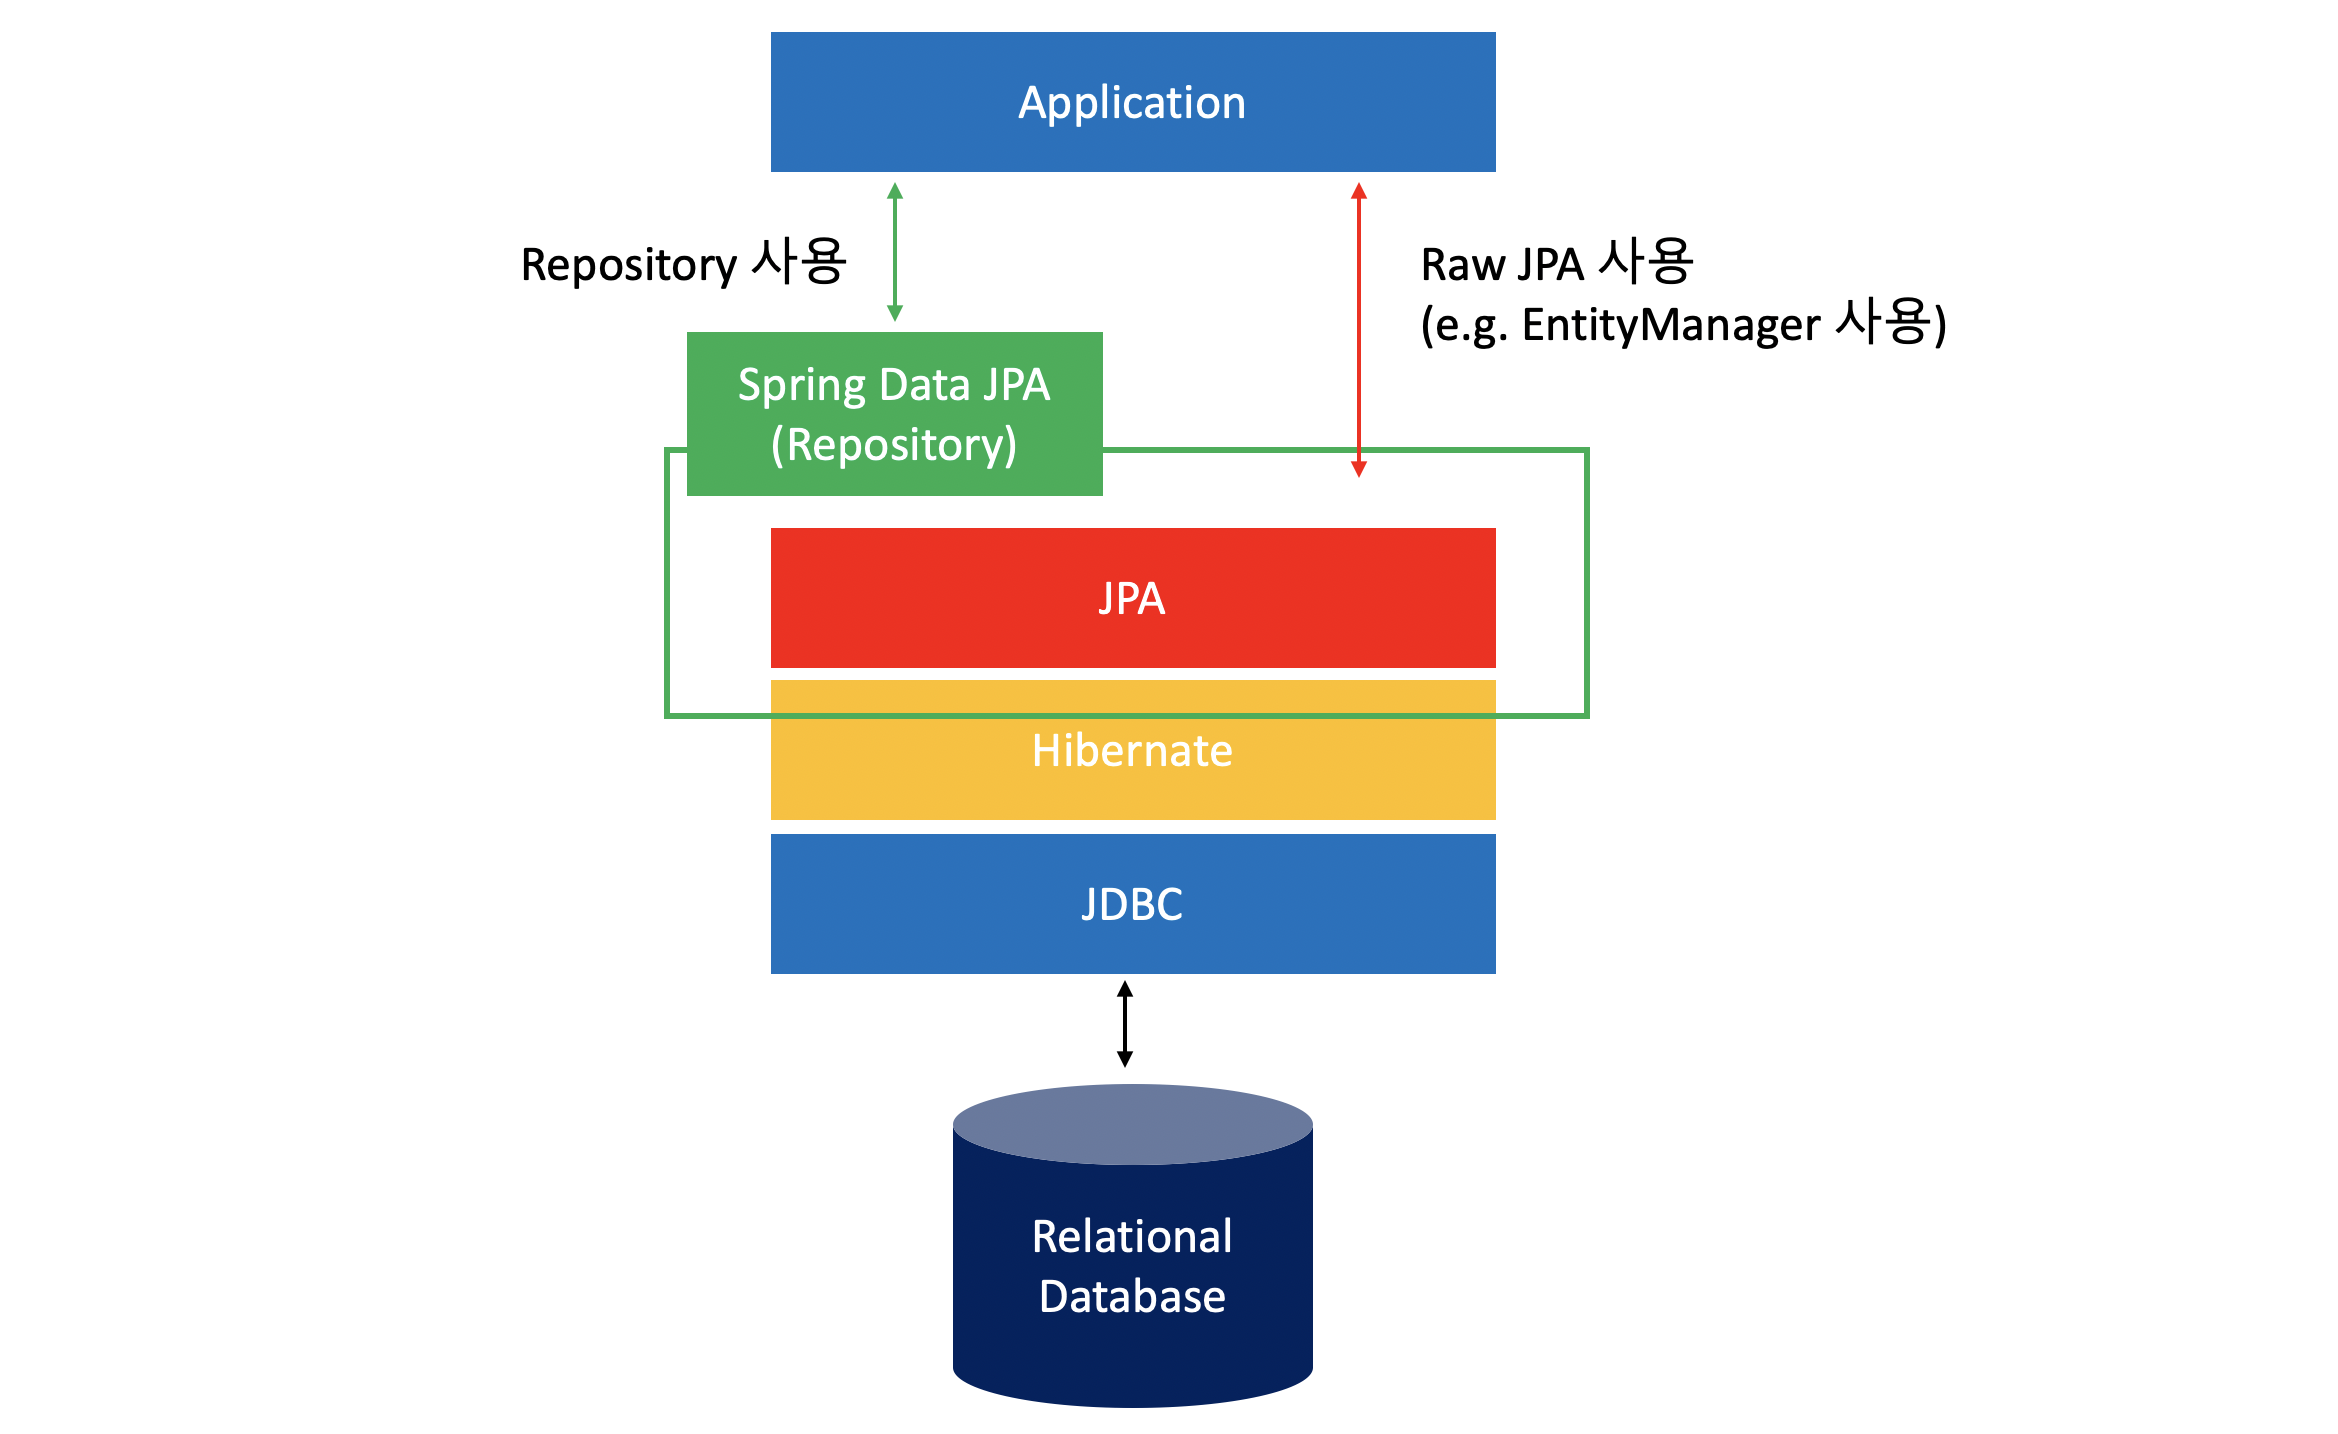 Application
Repository 사용
Raw JPA 사용
(e.g. EntityManager 사용)
Spring Data JPA
(Repository)
JPA
Hibernate
JDBC
Relational
Database